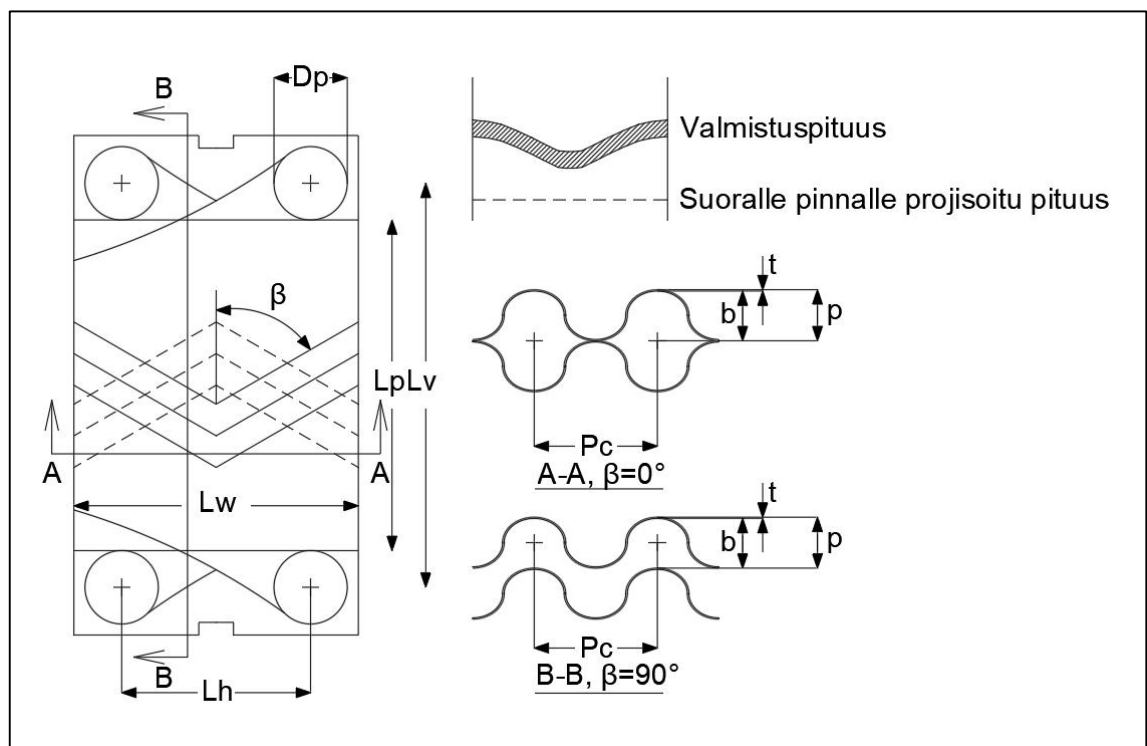 B
Dp
Valmistuspituus
Suoralle pinnalle projisoitu pituus
β
t
b
p
LpLv
Pc
A
A
A-A, β=0°
Lw
t
b
p
Pc
B
B-B, β=90°
Lh